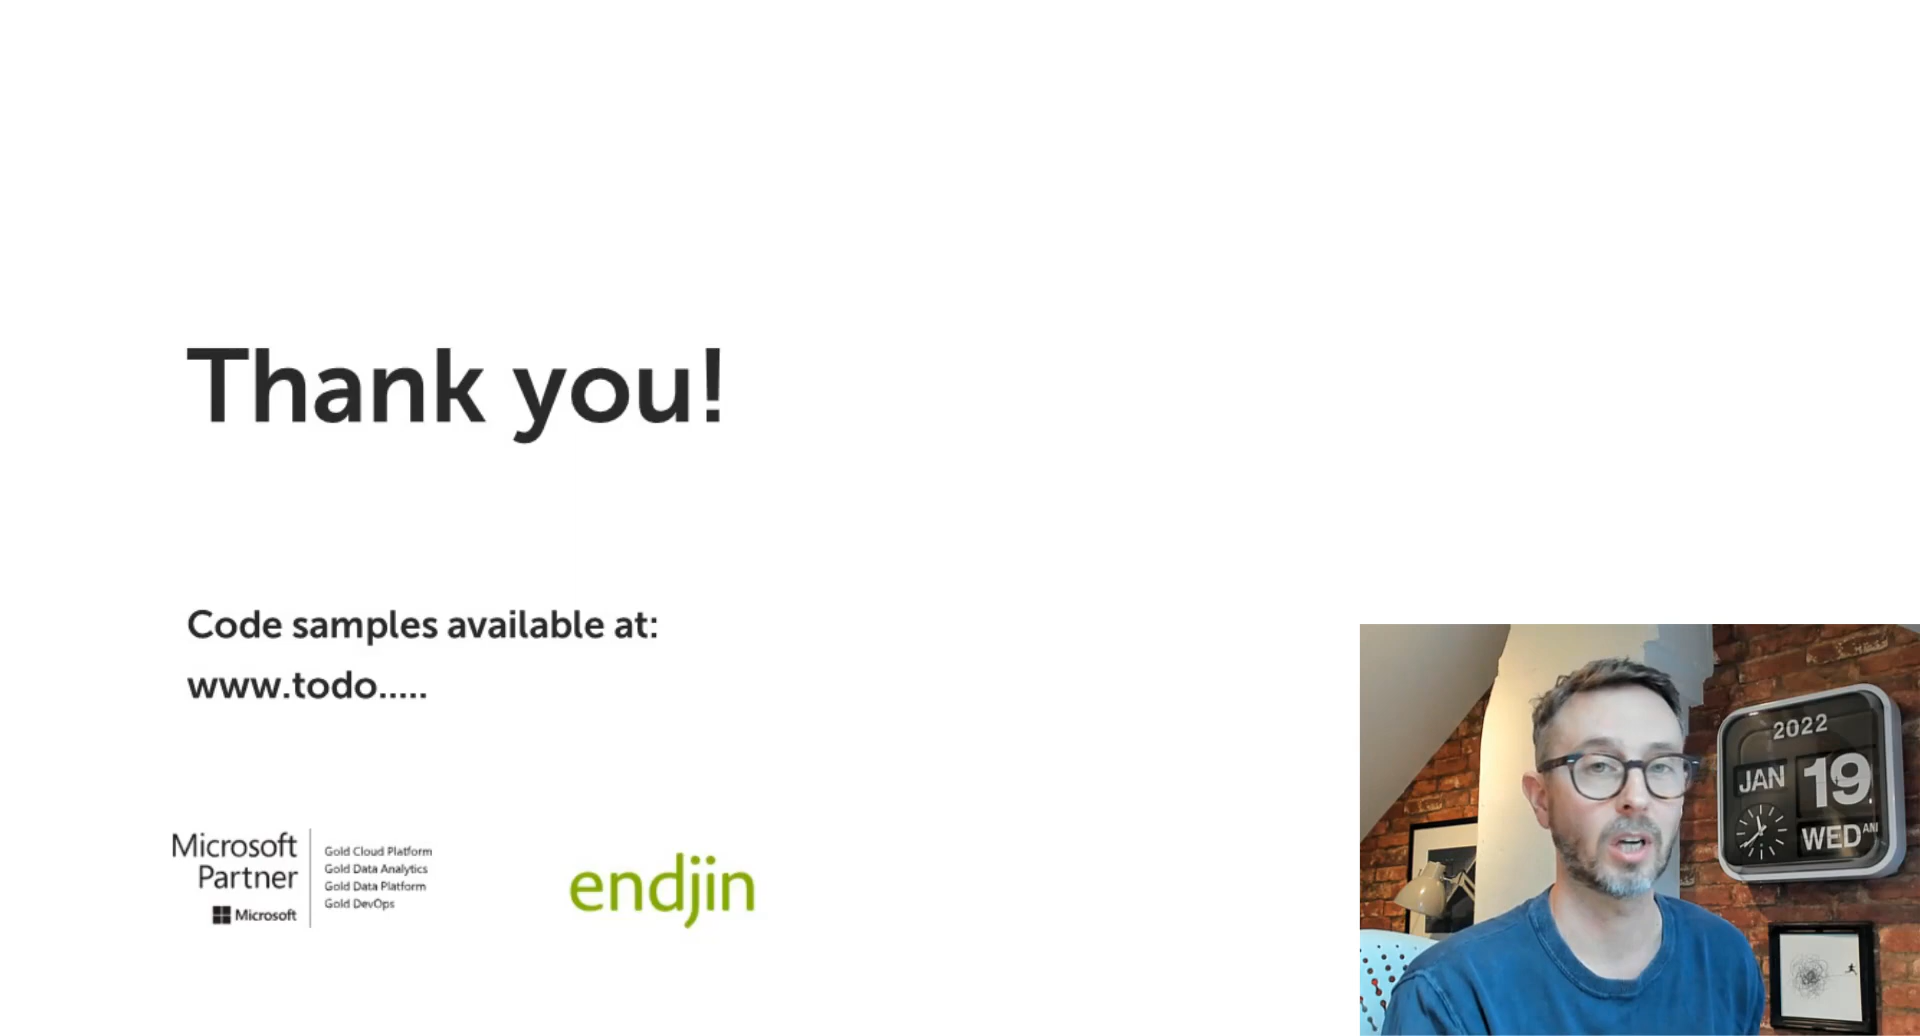 Thank you!
Code samples available at:
www.todo.....
Microsoft
Partner
Microsoft
Gold Cloud Platform
Gold Data Analytics
Gold Data Platform
Gold DevOps
endjin
2022
JAN 19
WED AM